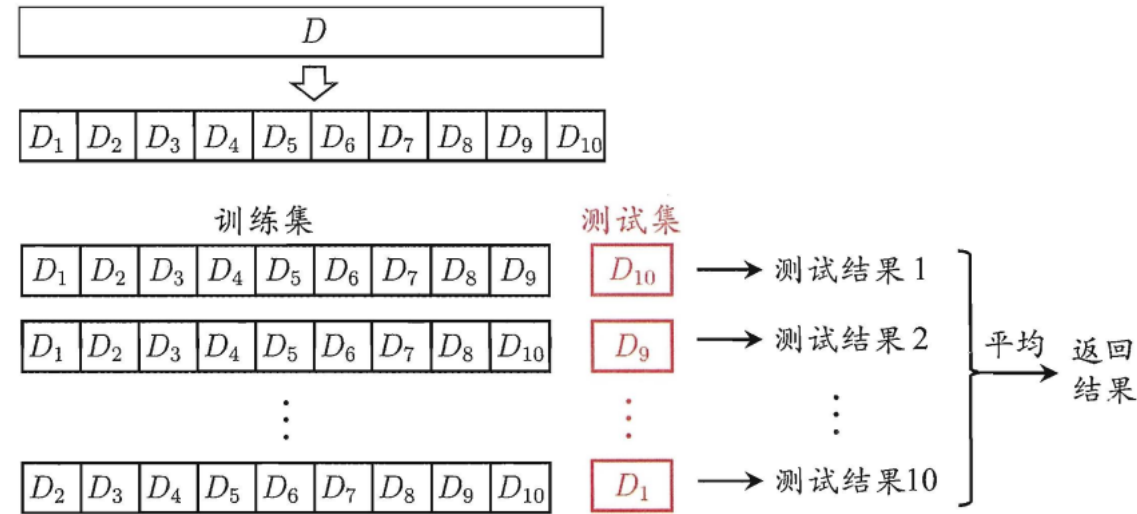 D
D₁ D₂ D₃ D₄ D₅ D₆ D₇ D₈ D₉ D₁₀
训练集 测试集
D₁ D₂ D₃ D₄ D₅ D₆ D₇ D₈ D₉ D₁₀ 测试结果 1
D₁ D₂ D₃ D₄ D₅ D₆ D₇ D₈ D₁₀ D₉ 测试结果 2
平均 返回
结果
⋮ ⋮ ⋮
D₂ D₃ D₄ D₅ D₆ D₇ D₈ D₉ D₁₀ D₁ 测试结果10